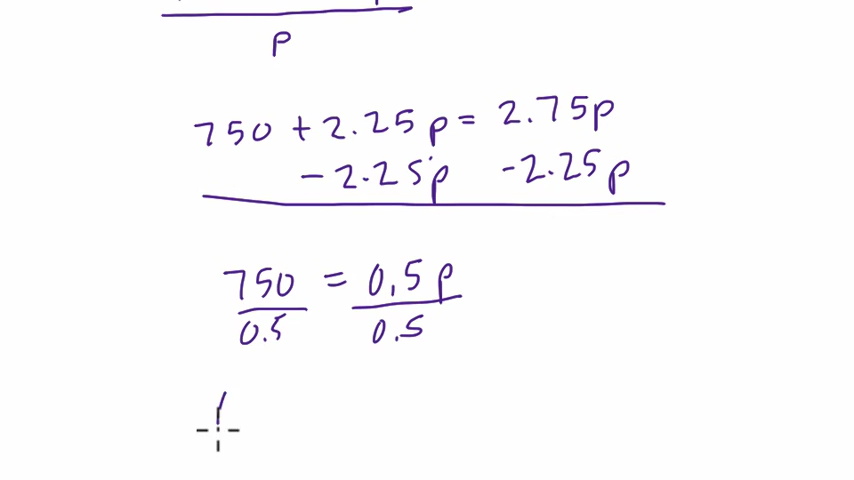 p
750 + 2.25p = 2.75p
- 2.25p -2.25p
750 = 0.5p
0.5 0.5